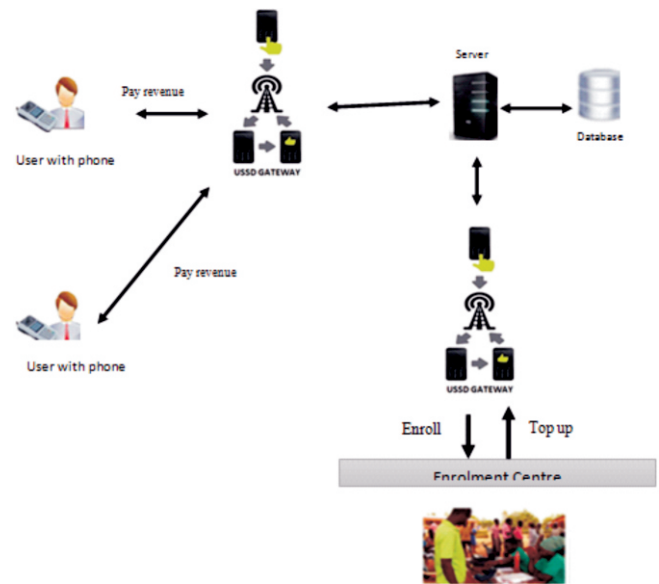 Server
Pay revenue
Database
User with phone
USSD GATEWAY
Pay revenue
User with phone
USSD GATEWAY
Enroll
Top up
Enrolment Centre